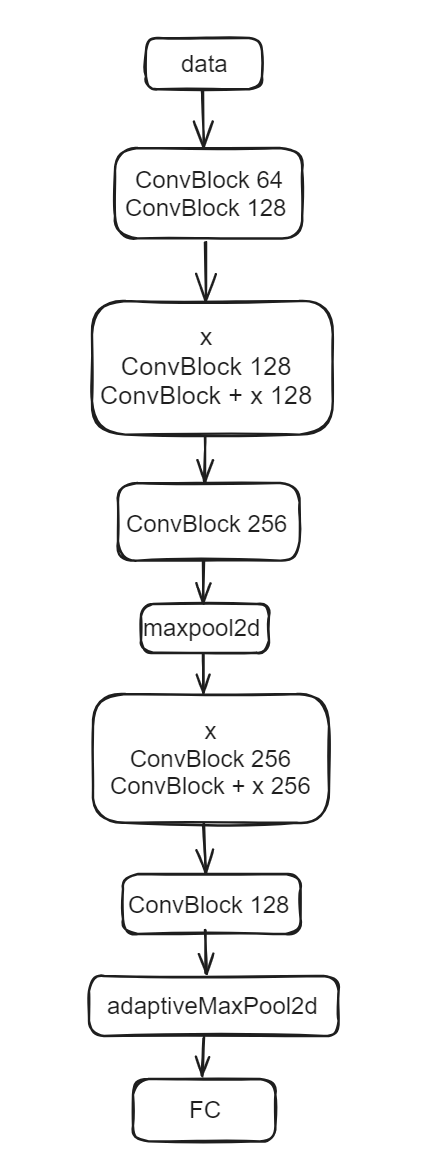 data
ConvBlock 64
ConvBlock 128
x
ConvBlock 128
ConvBlock + x 128
ConvBlock 256
maxpool2d
x
ConvBlock 256
ConvBlock + x 256
ConvBlock 128
adaptiveMaxPool2d
FC